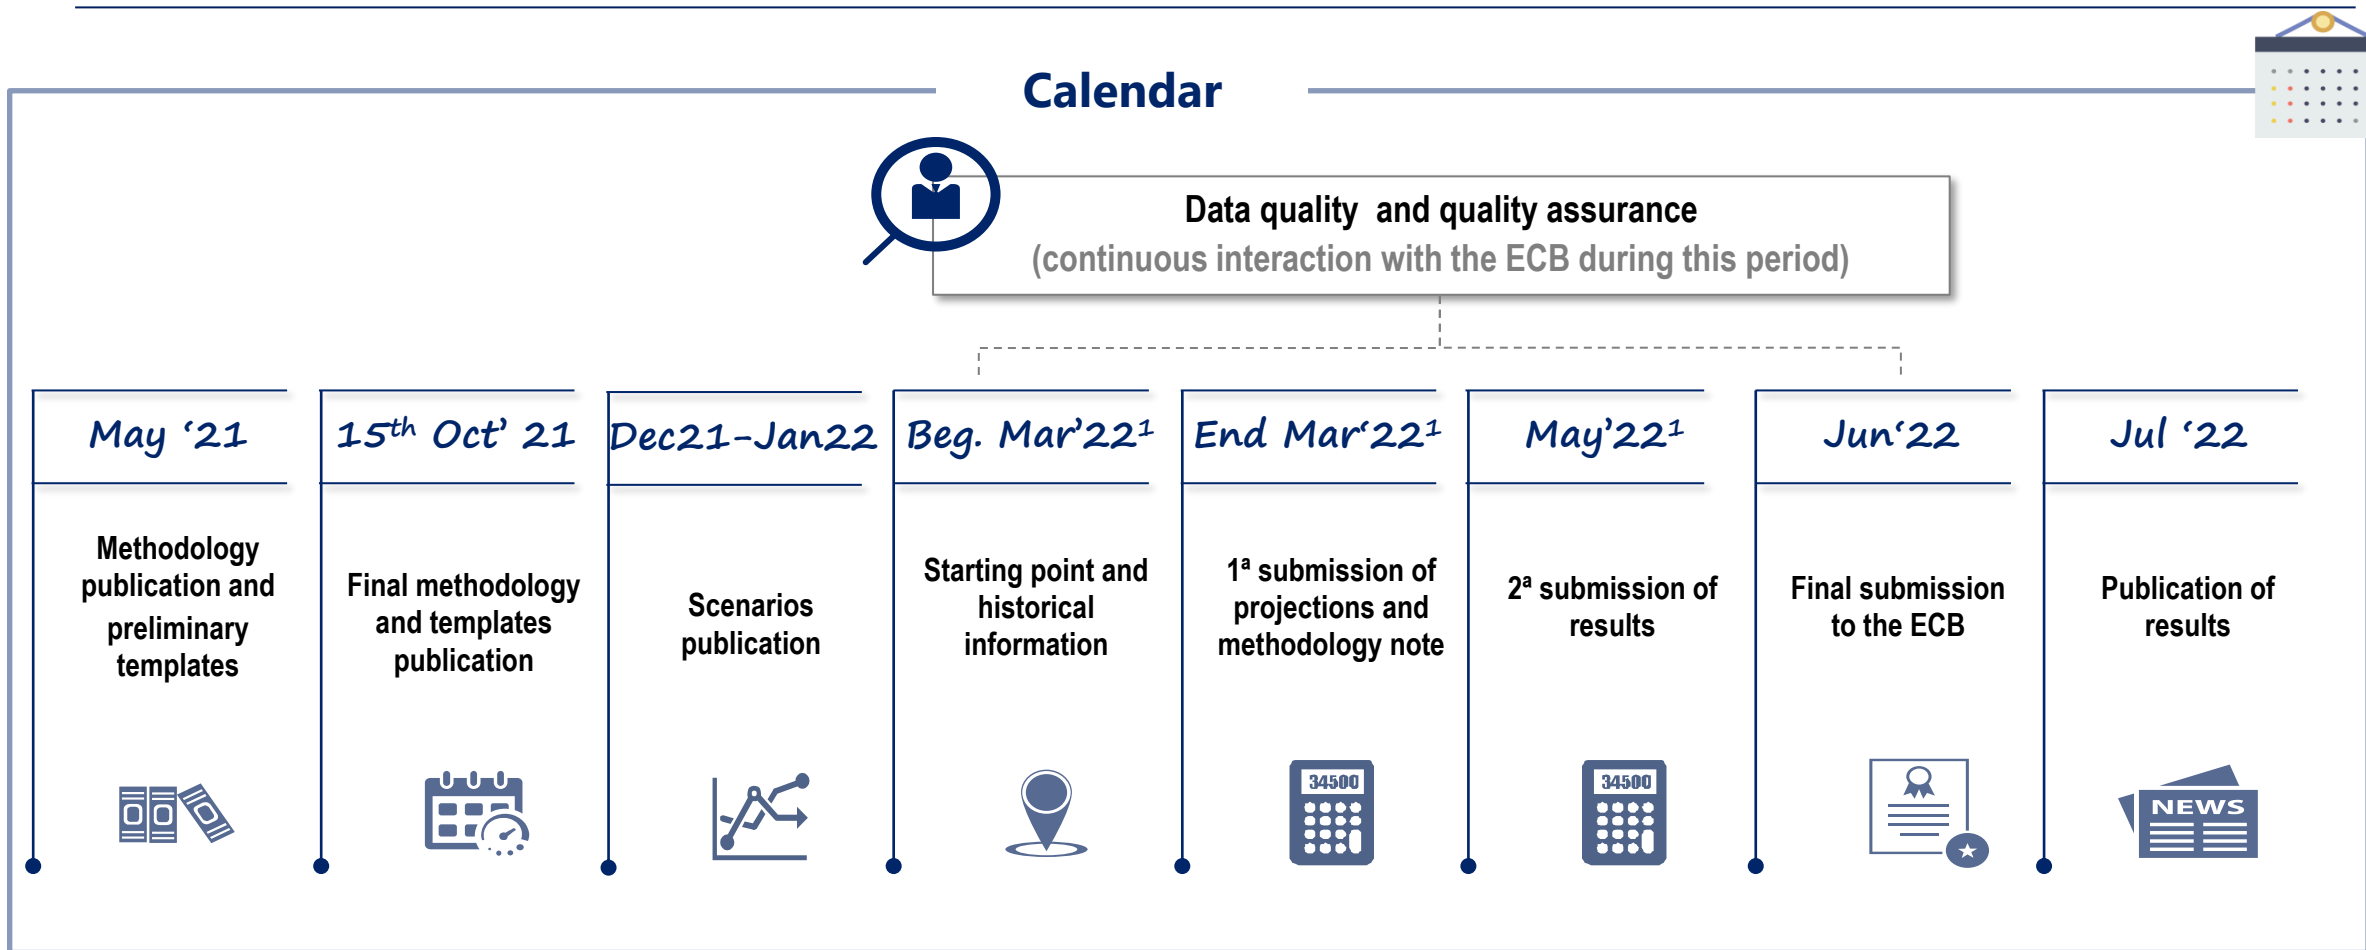 Calendar
Data quality and quality assurance
(continuous interaction with the ECB during this period)
May ‘21
15th Oct’ 21
Dec21-Jan22
Beg. Mar’22¹
End Mar‘22¹
May’22¹
Jun‘22
Jul ‘22
Methodology
publication and
preliminary
templates
Final methodology
and templates
publication
Scenarios
publication
Starting point and
historical
information
1ª submission of
projections and
methodology note
2ª submission of
results
Final submission
to the ECB
Publication of
results
34500
34500
NEWS